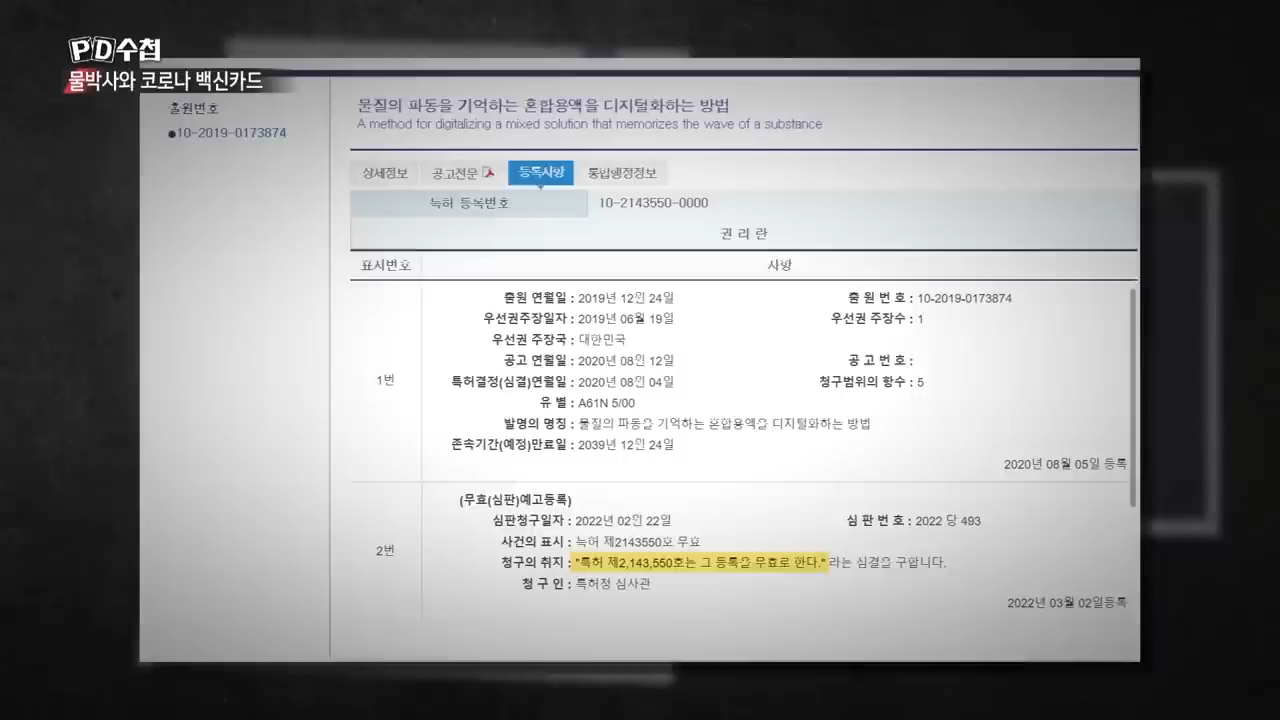 PD수첩
물박사와 코로나 백신카드
출원번호
●10-2019-0173874
물질의 파동을 기억하는 혼합용액을 디지털화하는 방법
A method for digitalizing a mixed solution that memorizes the wave of a substance
상세정보 공고전문 등록사항 통합행정정보
특허 등록번호 10-2143550-0000
권 리 란
표시번호 사항
출원 연월일 : 2019년 12월 24일 출 원 번 호 : 10-2019-0173874
우선권주장일자 : 2019년 06월 19일 우선권 주장수 : 1
우선권 주장국 : 대한민국
공고 연월일 : 2020년 08월 12일 공 고 번 호 :
1번
특허결정(심결)연월일 : 2020년 08월 04일 청구범위의 항수 : 5
유 별 : A61N 5/00
발명의 명칭 : 물질의 파동을 기억하는 혼합용액을 디지털화하는 방법
존속기간(예정)만료일 : 2039년 12월 24일
2020년 08월 05일 등록
(무효(심판)예고등록)
심판청구일자 : 2022년 02월 22일 심 판 번 호 : 2022 당 493
사건의 표시 : 특허 제2143550호 무효
2번
청구의 취지 : "특허 제2,143,550호는 그 등록을 무효로 한다." 라는 심결을 구합니다.
청 구 인 : 특허청 심사관
2022년 03월 02일등록